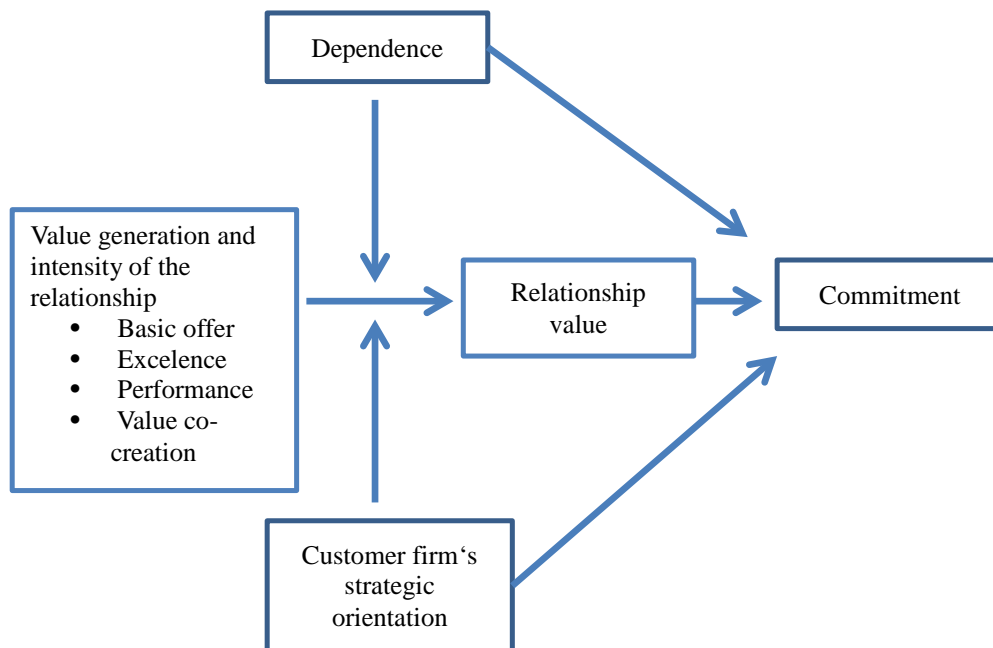 Dependence
Value generation and
intensity of the
relationship
• Basic offer
• Excelence
• Performance
• Value co-
creation
Relationship
value
Commitment
Customer firm‘s
strategic
orientation